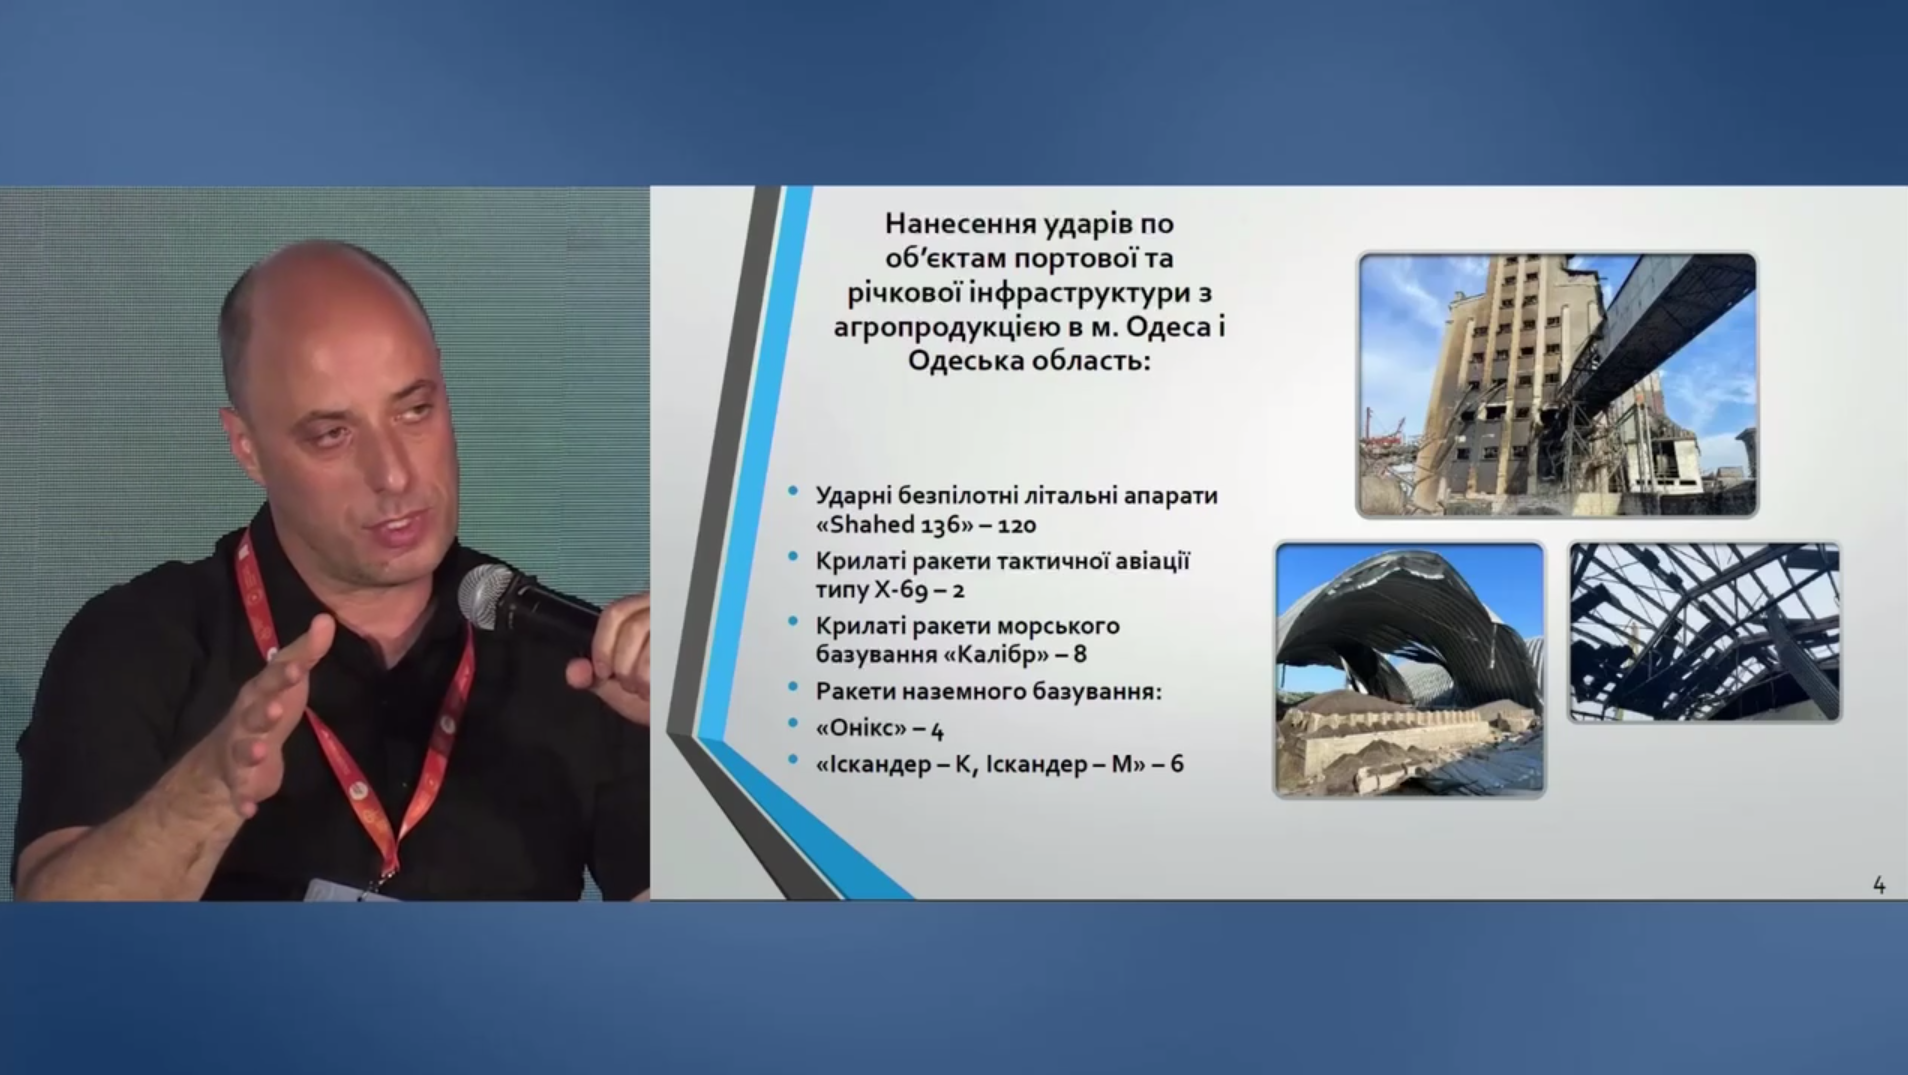 Нанесення ударів по
об’єктам портової та
річкової інфраструктури з
агропродукцією в м. Одеса і
Одеська область:
• Ударні безпілотні літальні апарати
«Shahed 136» – 120
• Крилаті ракети тактичної авіації
типу Х-69 – 2
• Крилаті ракети морського
базування «Калібр» – 8
• Ракети наземного базування:
• «Онікс» – 4
• «Іскандер – К, Іскандер – М» – 6
4